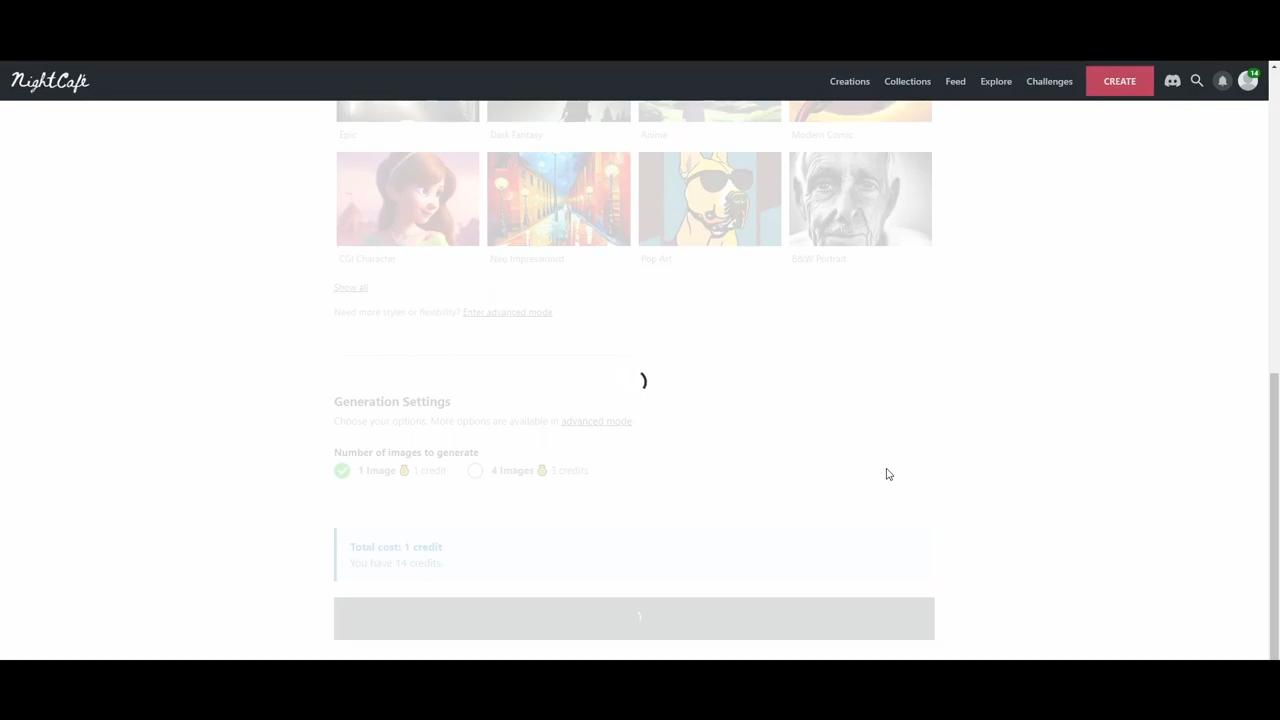 NightCafé
Creations Collections Feed Explore Challenges CREATE 14
Epic Dark Fantasy Anime Modern Comic
CGI Character Neo Impressionist Pop Art B&W Portrait
Show all
Need more styles or flexibility? Enter advanced mode
Generation Settings
Choose your options. More options are available in advanced mode
Number of images to generate
1 Image 1 credit 4 Images 3 credits
Total cost: 1 credit
You have 14 credits.